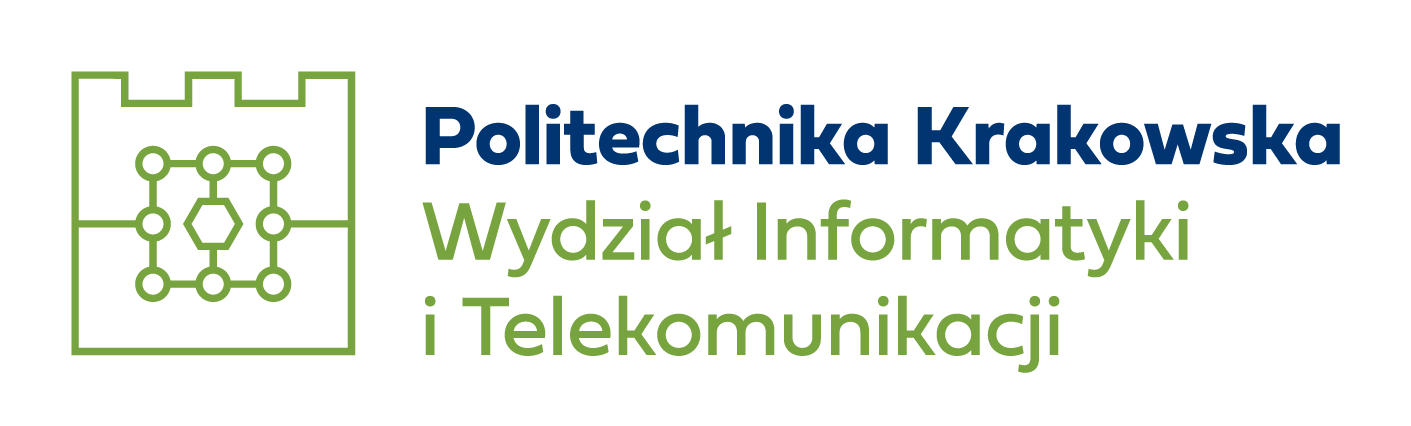 Politechnika Krakowska
Wydział Informatyki
i Telekomunikacji